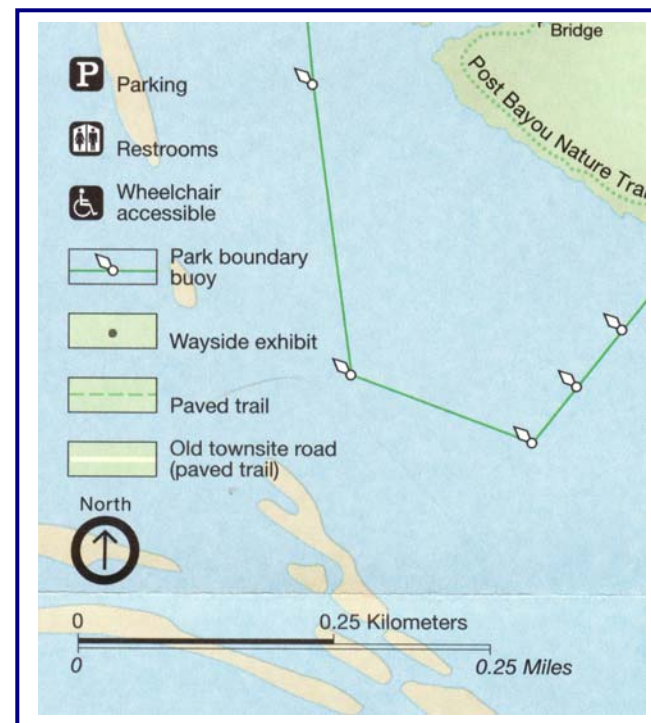 Bridge
Post Bayou Nature
P
Parking
Restrooms
Wheelchair
accessible
Park boundary
buoy
Wayside exhibit
Paved trail
Old townsite road
(paved trail)
North
0
0.25 Kilometers
0
0.25 Miles